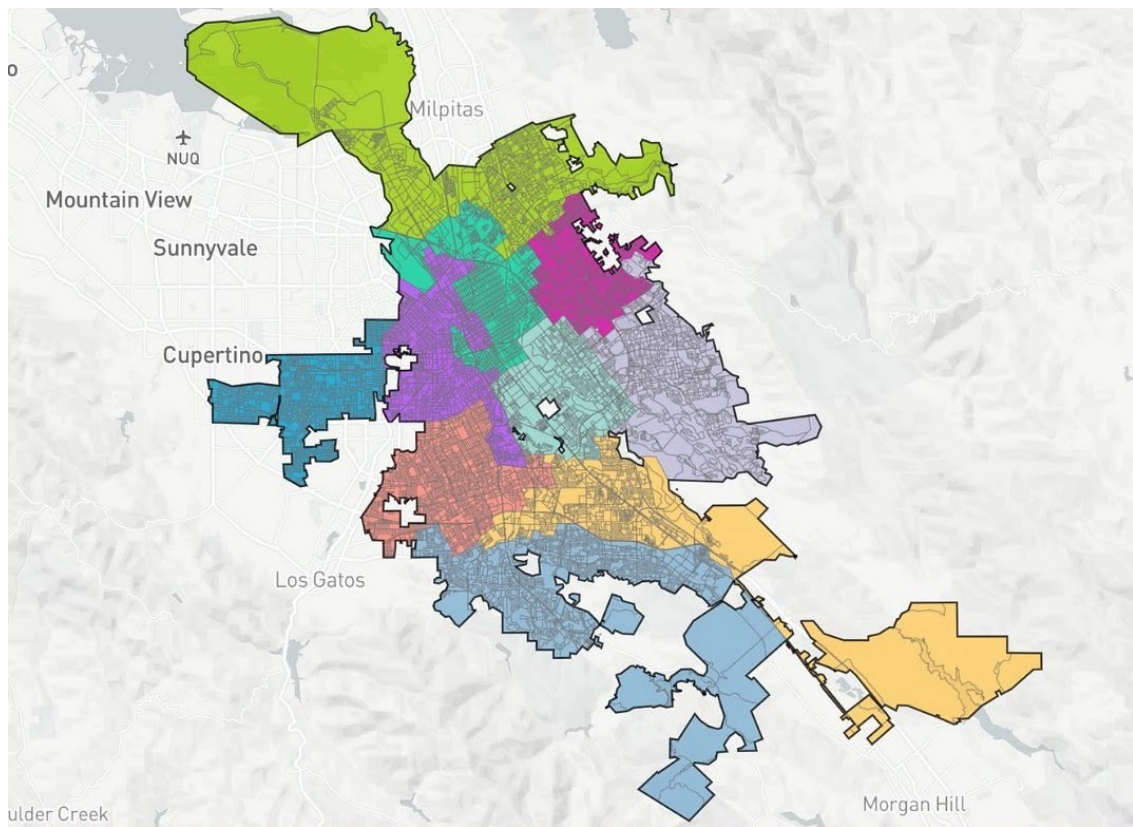 o
Milpitas
NUQ
Mountain View
Sunnyvale
Cupertino
Los Gatos
Morgan Hill
ulder Creek